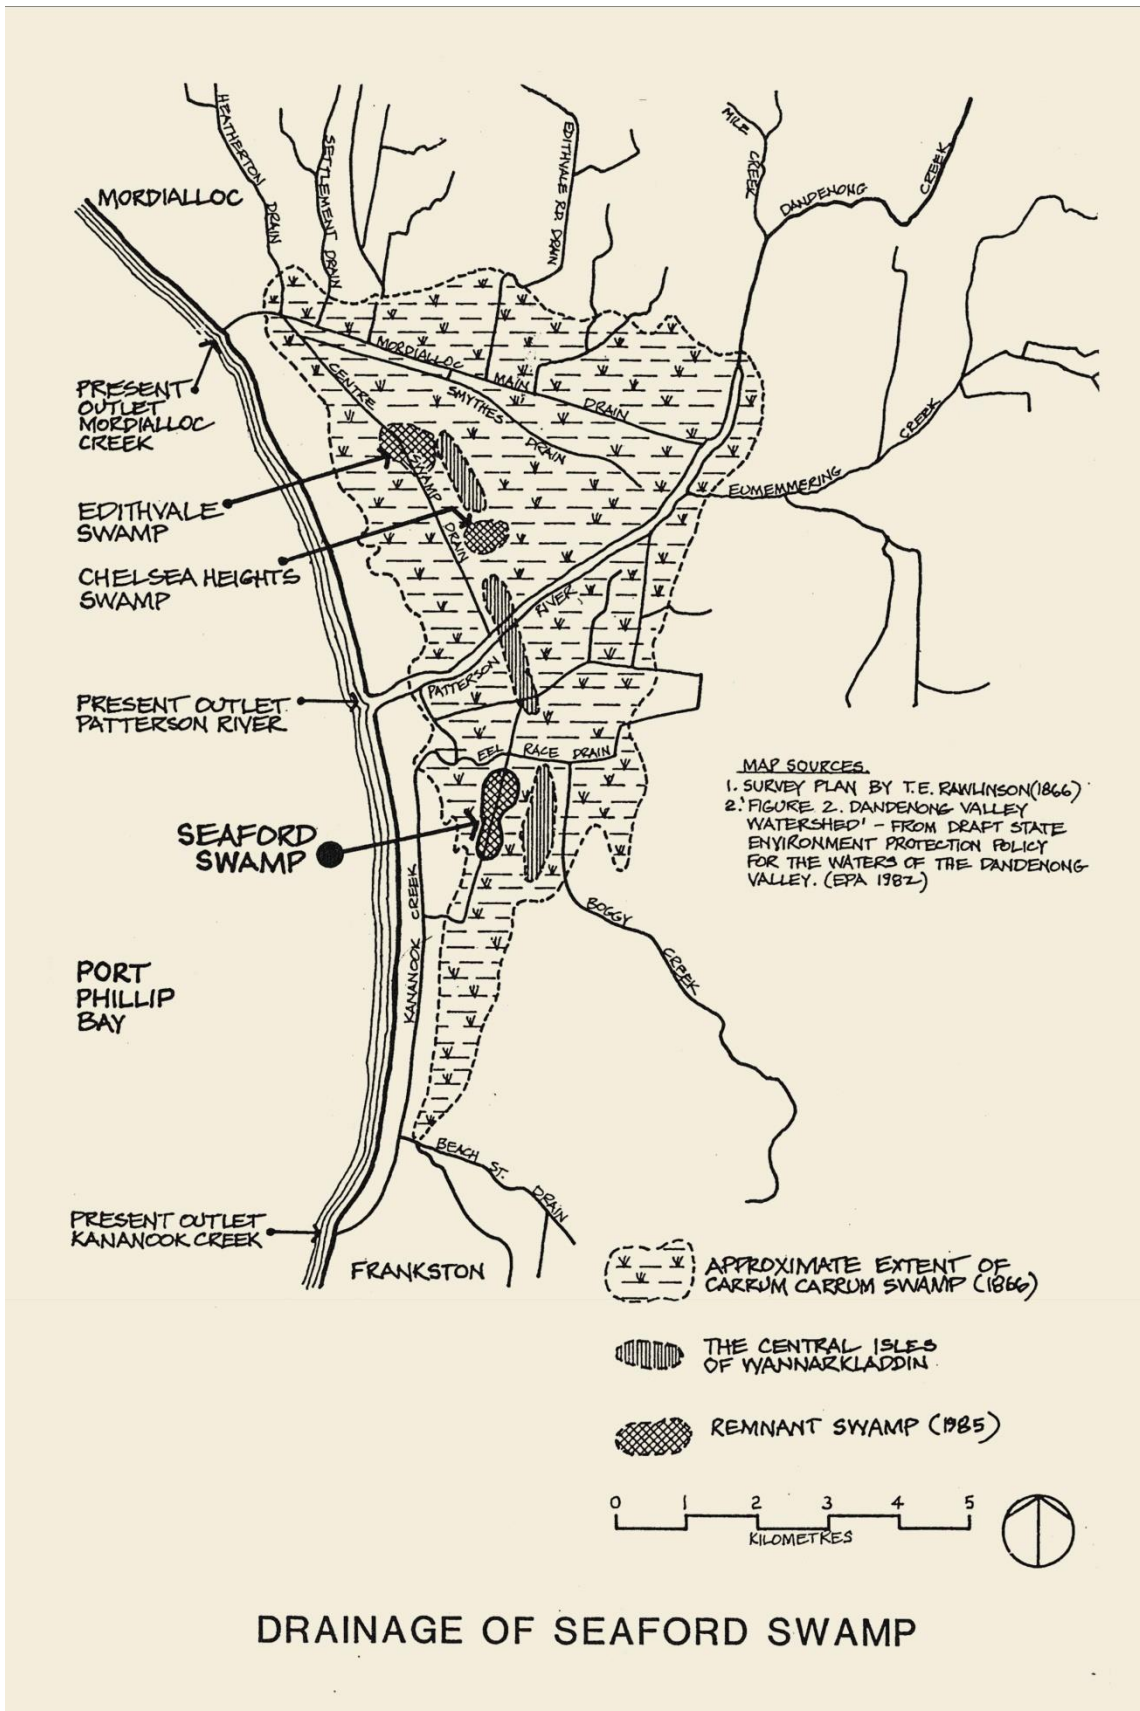 HEATHERTON DRAIN
SETTLEMENT DRAIN
EDITHVALE RD. DRAIN
MILE CREEK
DANDENONG CREEK
MORDIALLOC
PRESENT
OUTLET
MORDIALLOC
CREEK
MORDIALLOC MAIN DRAIN
CENTRE SWAMP DRAIN
SMYTHES DRAIN
EUMEMMERING CREEK
EDITHVALE
SWAMP
CHELSEA HEIGHTS
SWAMP
PATTERSON RIVER
PRESENT OUTLET
PATTERSON RIVER
EEL RACE DRAIN
MAP SOURCES.
1. SURVEY PLAN BY T.E. RAWLINSON (1866)
2. 'FIGURE 2. DANDENONG VALLEY
WATERSHED' - FROM DRAFT STATE
ENVIRONMENT PROTECTION POLICY
FOR THE WATERS OF THE DANDENONG
VALLEY. (EPA 1982)
SEAFORD
SWAMP
KANANOOK CREEK
BOGGY CREEK
PORT
PHILLIP
BAY
BEACH ST. DRAIN
PRESENT OUTLET
KANANOOK CREEK
FRANKSTON
APPROXIMATE EXTENT OF
CARRUM CARRUM SWAMP (1866)
THE CENTRAL ISLES
OF WANNARKLADDIN
REMNANT SWAMP (1985)
0 1 2 3 4 5
KILOMETRES
DRAINAGE OF SEAFORD SWAMP